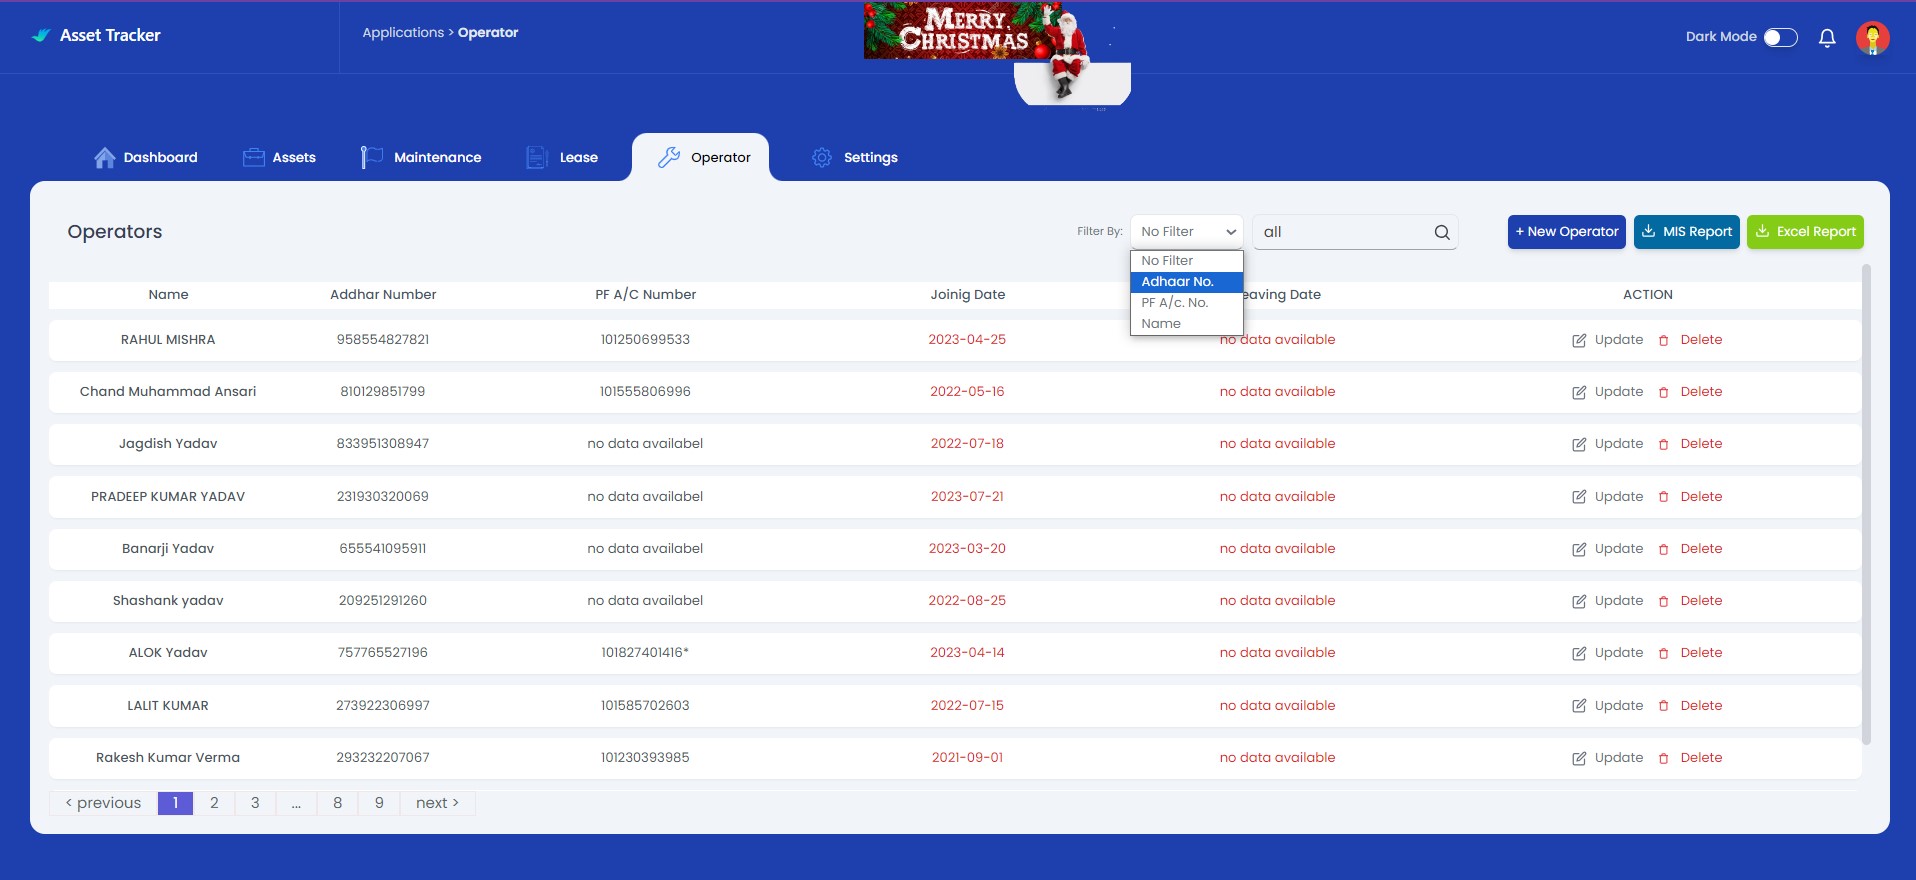 Asset Tracker
Applications > Operator
MERRY
CHRISTMAS
Dark Mode
Dashboard Assets Maintenance Lease Operator Settings
Operators
Filter By: No Filter all
+ New Operator MIS Report Excel Report
No Filter
Adhaar No.
PF A/c. No.
Name
Name Addhar Number PF A/C Number Joinig Date eaving Date ACTION
RAHUL MISHRA 958554827821 101250699533 2023-04-25 no data available Update Delete
Chand Muhammad Ansari 810129851799 101555806996 2022-05-16 no data available Update Delete
Jagdish Yadav 833951308947 no data availabel 2022-07-18 no data available Update Delete
PRADEEP KUMAR YADAV 231930320069 no data availabel 2023-07-21 no data available Update Delete
Banarji Yadav 655541095911 no data availabel 2023-03-20 no data available Update Delete
Shashank yadav 209251291260 no data availabel 2022-08-25 no data available Update Delete
ALOK Yadav 757765527196 101827401416* 2023-04-14 no data available Update Delete
LALIT KUMAR 273922306997 101585702603 2022-07-15 no data available Update Delete
Rakesh Kumar Verma 293232207067 101230393985 2021-09-01 no data available Update Delete
< previous 1 2 3 ... 8 9 next >